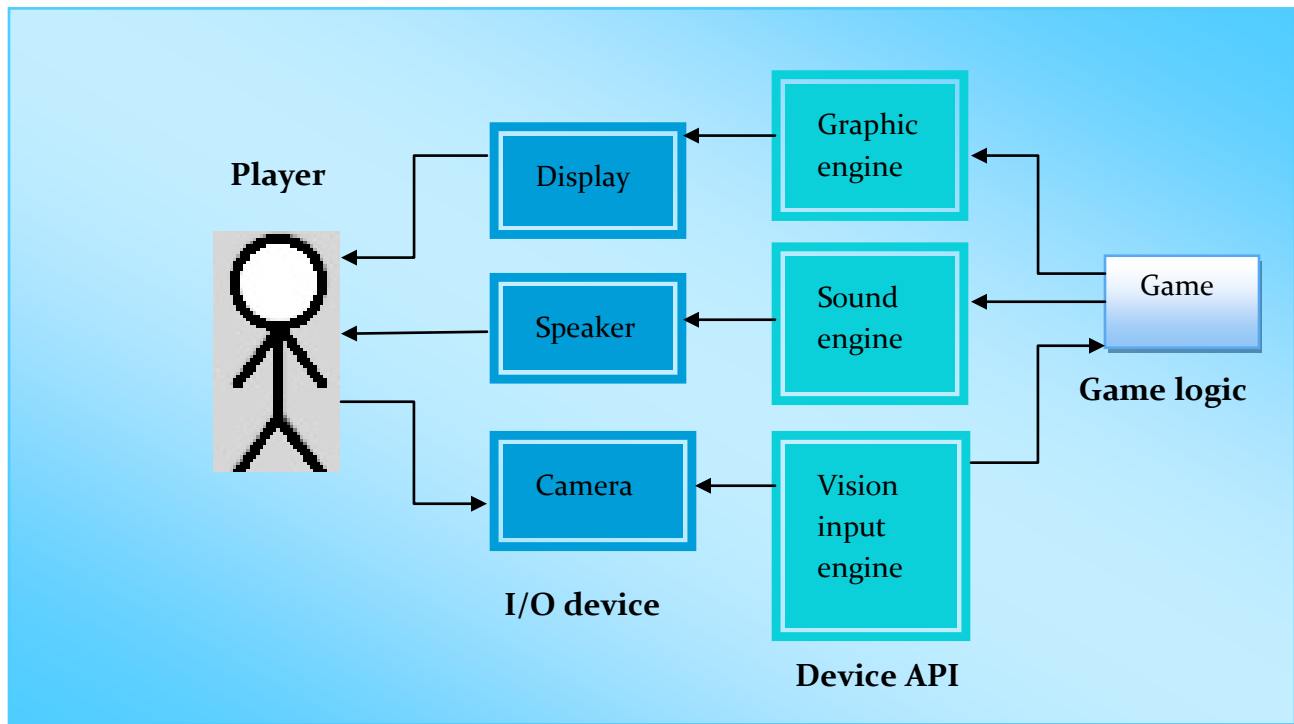 Player
Display
Speaker
Camera
I/O device
Graphic
engine
Sound
engine
Vision
input
engine
Device API
Game
Game logic